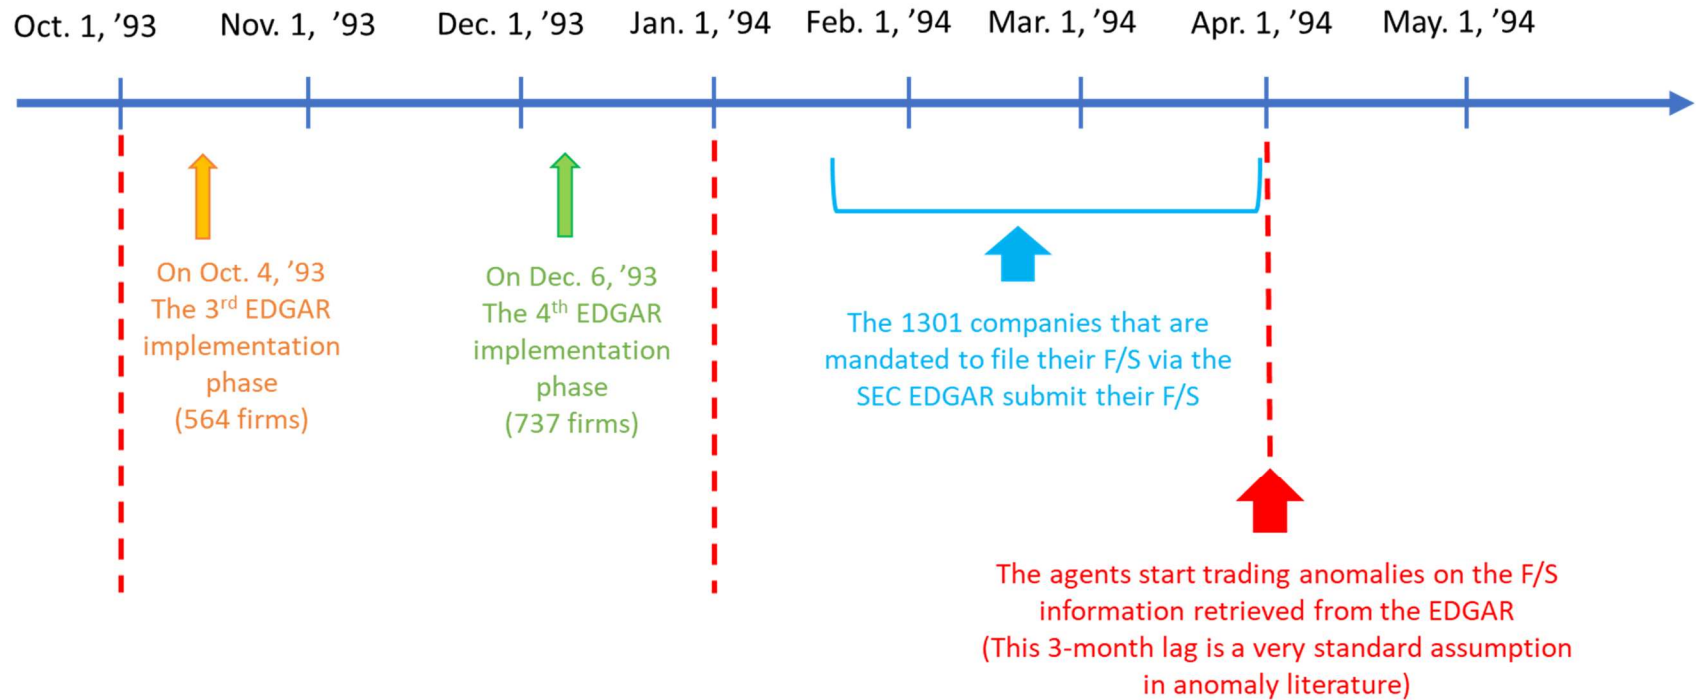 Oct. 1, ’93 Nov. 1, ’93 Dec. 1, ’93 Jan. 1, ’94 Feb. 1, ’94 Mar. 1, ’94 Apr. 1, ’94 May. 1, ’94
On Oct. 4, ’93
The 3rd EDGAR
implementation
phase
(564 firms)
On Dec. 6, ’93
The 4th EDGAR
implementation
phase
(737 firms)
The 1301 companies that are
mandated to file their F/S via the
SEC EDGAR submit their F/S
The agents start trading anomalies on the F/S
information retrieved from the EDGAR
(This 3-month lag is a very standard assumption
in anomaly literature)